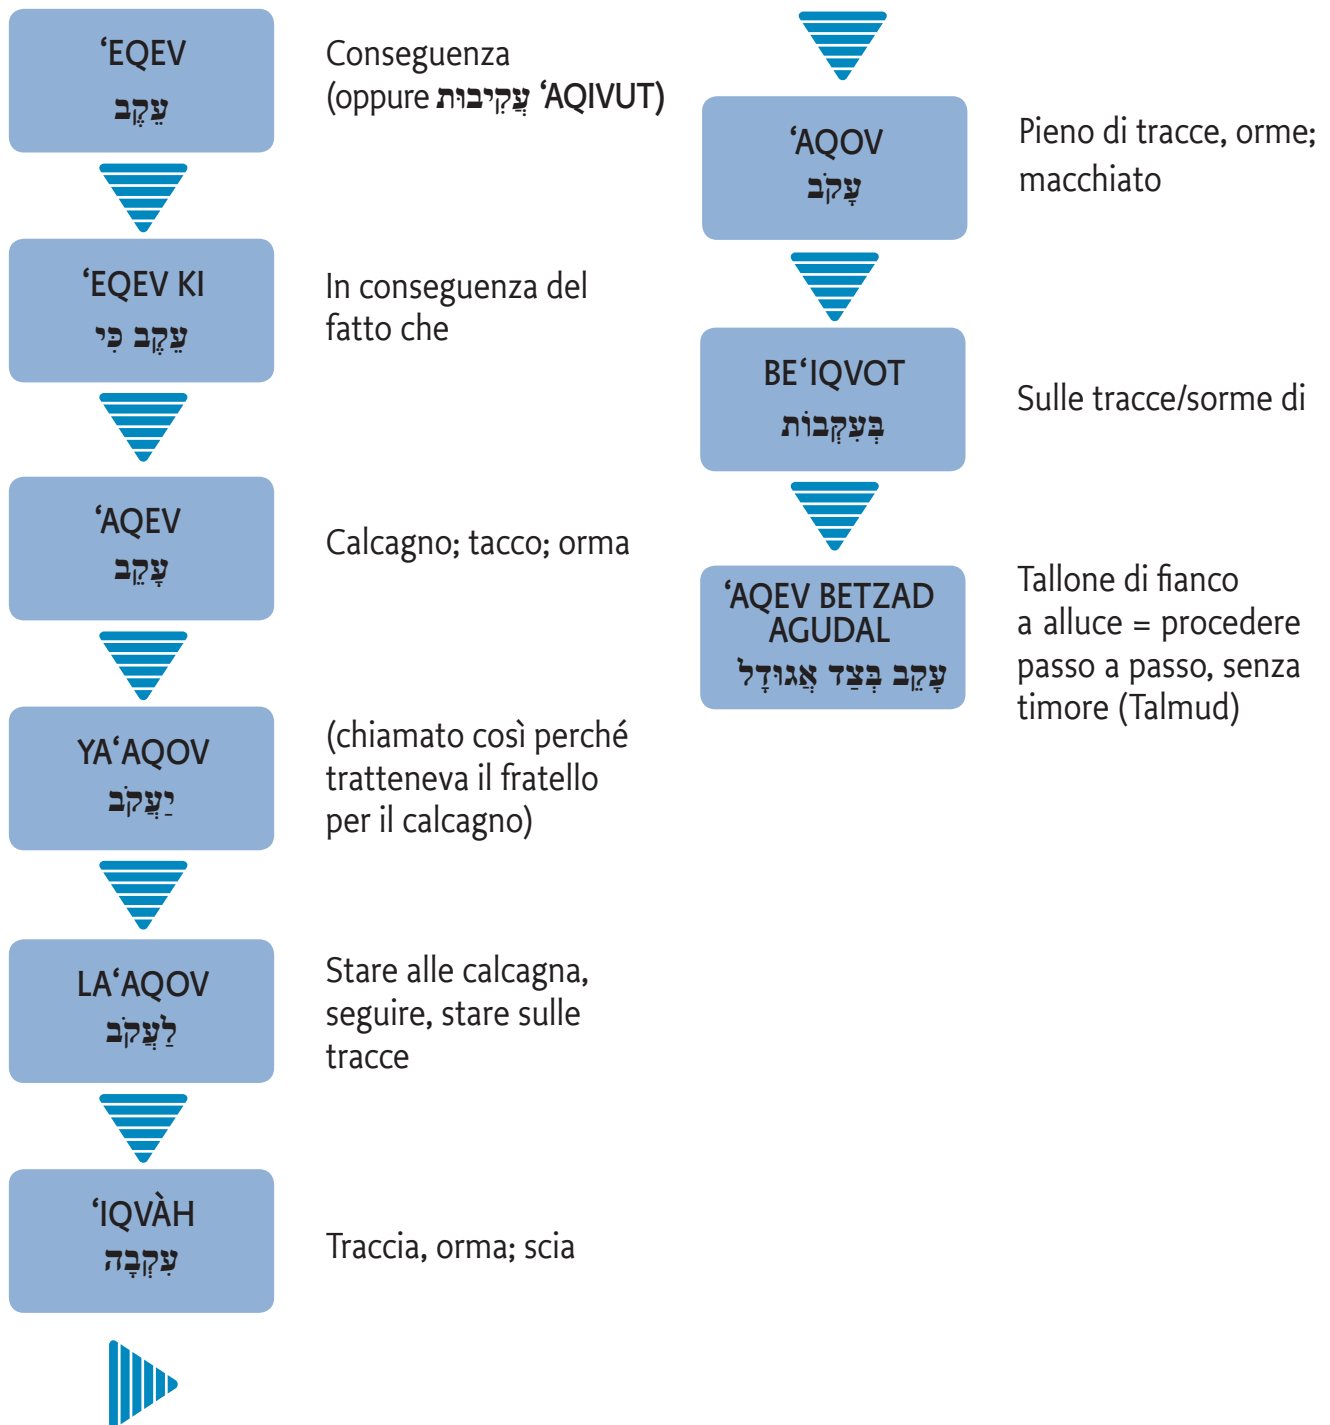 ‘EQEV
עֵקֶב
Conseguenza
(oppure עֲקִיבוּת ‘AQIVUT)
‘EQEV KI
עֵקֶב כִּי
In conseguenza del
fatto che
‘AQEV
עָקֵב
Calcagno; tacco; orma
YA‘AQOV
יַעֲקֹב
(chiamato così perché
tratteneva il fratello
per il calcagno)
LA‘AQOV
לַעֲקֹב
Stare alle calcagna,
seguire, stare sulle
tracce
‘IQVÀH
עִקְבָה
Traccia, orma; scia
‘AQOV
עָקֹב
Pieno di tracce, orme;
macchiato
BE‘IQVOT
בְּעִקְבוֹת
Sulle tracce/sorme di
‘AQEV BETZAD
AGUDAL
עָקֵב בְּצַד אֲגוּדָל
Tallone di fianco
a alluce = procedere
passo a passo, senza
timore (Talmud)